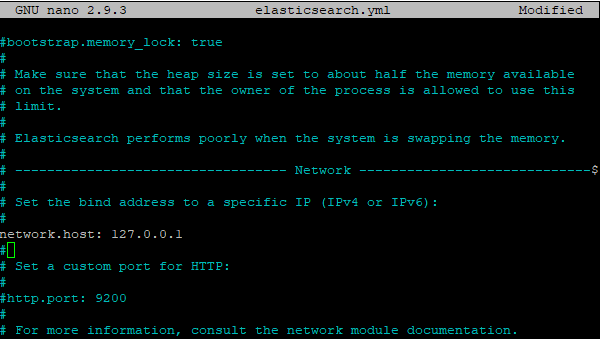 GNU nano 2.9.3 elasticsearch.yml Modified
#bootstrap.memory_lock: true
#
# Make sure that the heap size is set to about half the memory available
# on the system and that the owner of the process is allowed to use this
# limit.
#
# Elasticsearch performs poorly when the system is swapping the memory.
#
# ---------------------------------- Network -----------------------------$
#
# Set the bind address to a specific IP (IPv4 or IPv6):
#
network.host: 127.0.0.1
#
# Set a custom port for HTTP:
#
#http.port: 9200
#
# For more information, consult the network module documentation.